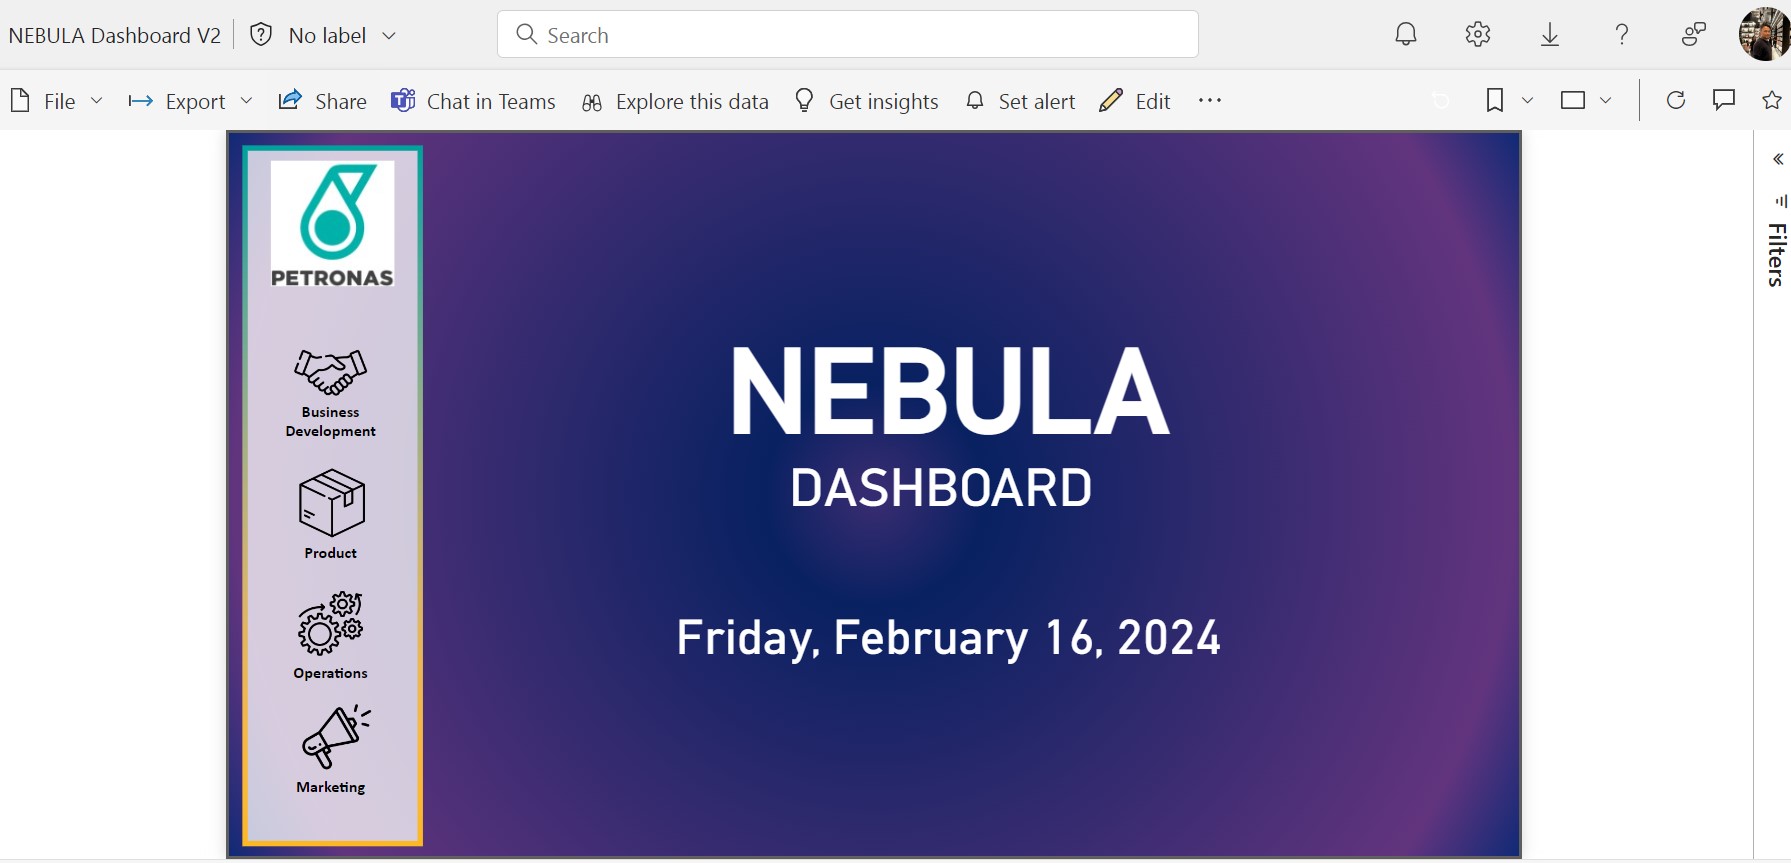 NEBULA Dashboard V2
No label
Search
File
Export
Share
Chat in Teams
Explore this data
Get insights
Set alert
Edit
Filters
PETRONAS
Business
Development
Product
Operations
Marketing
NEBULA
DASHBOARD
Friday, February 16, 2024